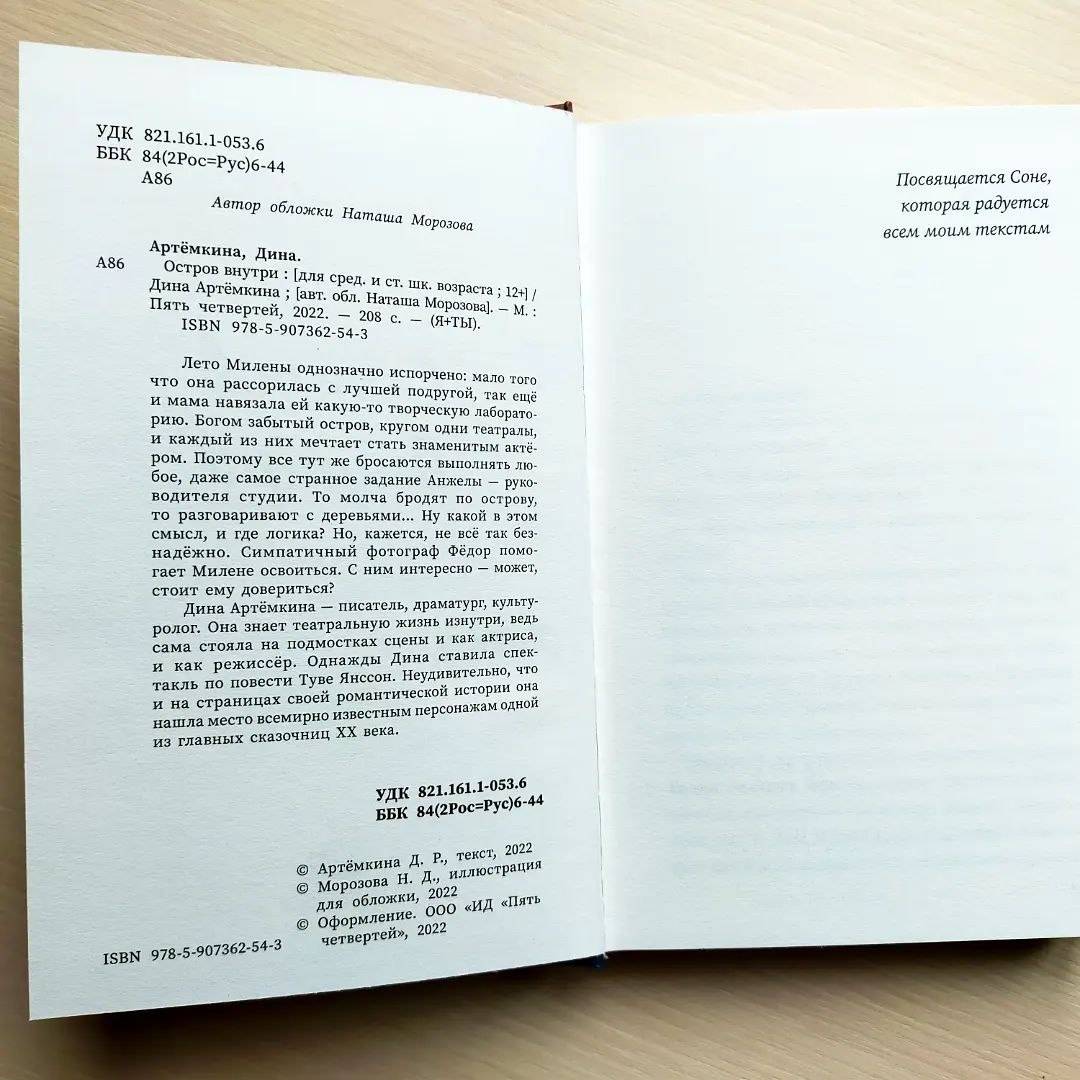 УДК 821.161.1-053.6
ББК 84(2Рос=Рус)6-44
А86
Автор обложки Наташа Морозова
Артёмкина, Дина.
А86 Остров внутри : [для сред. и ст. шк. возраста ; 12+] /
Дина Артёмкина ; [авт. обл. Наташа Морозова]. — М. :
Пять четвертей, 2022. — 208 с. — (Я+ТЫ).
ISBN 978-5-907362-54-3
Лето Милены однозначно испорчено: мало того
что она рассорилась с лучшей подругой, так ещё
и мама навязала ей какую-то творческую лаборато-
рию. Богом забытый остров, кругом одни театралы,
и каждый из них мечтает стать знаменитым актё-
ром. Поэтому все тут же бросаются выполнять лю-
бое, даже самое странное задание Анжелы — руко-
водителя студии. То молча бродят по острову,
то разговаривают с деревьями... Ну какой в этом
смысл, и где логика? Но, кажется, не всё так без-
надёжно. Симпатичный фотограф Фёдор помо-
гает Милене освоиться. С ним интересно — может,
стоит ему довериться?
Дина Артёмкина — писатель, драматург, культу-
ролог. Она знает театральную жизнь изнутри, ведь
сама стояла на подмостках сцены и как актриса,
и как режиссёр. Однажды Дина ставила спек-
такль по повести Туве Янссон. Неудивительно, что
и на страницах своей романтической истории она
нашла место всемирно известным персонажам одной
из главных сказочниц XX века.
УДК 821.161.1-053.6
ББК 84(2Рос=Рус)6-44
© Артёмкина Д. Р., текст, 2022
© Морозова Н. Д., иллюстрация
для обложки, 2022
© Оформление. ООО «ИД «Пять
четвертей», 2022
ISBN 978-5-907362-54-3
Посвящается Соне,
которая радуется
всем моим текстам